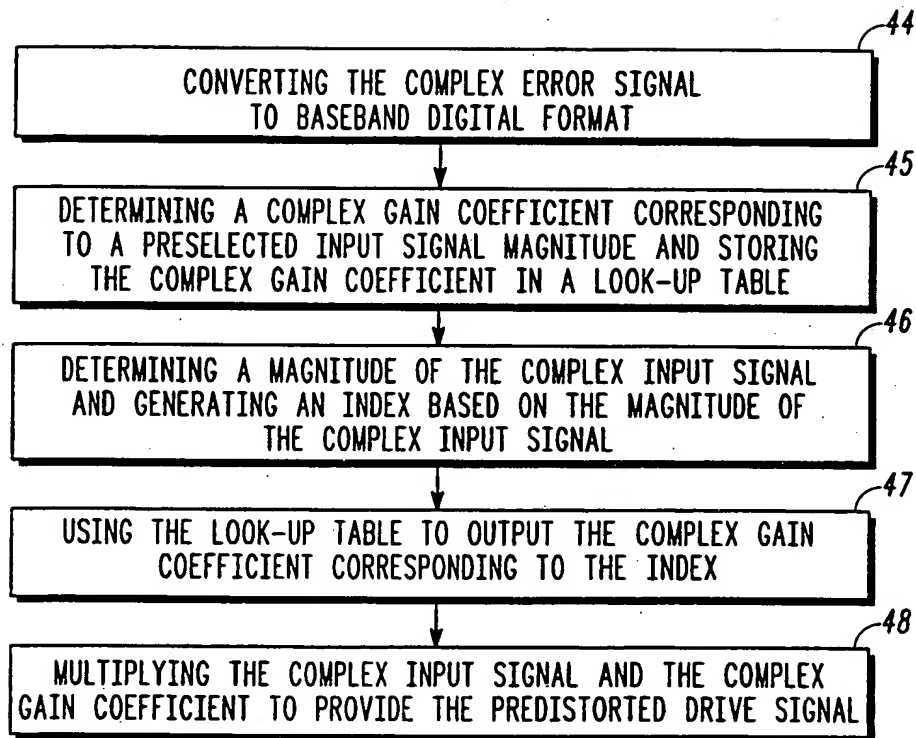 44
CONVERTING THE COMPLEX ERROR SIGNAL
TO BASEBAND DIGITAL FORMAT
45
DETERMINING A COMPLEX GAIN COEFFICIENT CORRESPONDING
TO A PRESELECTED INPUT SIGNAL MAGNITUDE AND STORING
THE COMPLEX GAIN COEFFICIENT IN A LOOK-UP TABLE
46
DETERMINING A MAGNITUDE OF THE COMPLEX INPUT SIGNAL
AND GENERATING AN INDEX BASED ON THE MAGNITUDE OF
THE COMPLEX INPUT SIGNAL
47
USING THE LOOK-UP TABLE TO OUTPUT THE COMPLEX GAIN
COEFFICIENT CORRESPONDING TO THE INDEX
48
MULTIPLYING THE COMPLEX INPUT SIGNAL AND THE COMPLEX
GAIN COEFFICIENT TO PROVIDE THE PREDISTORTED DRIVE SIGNAL